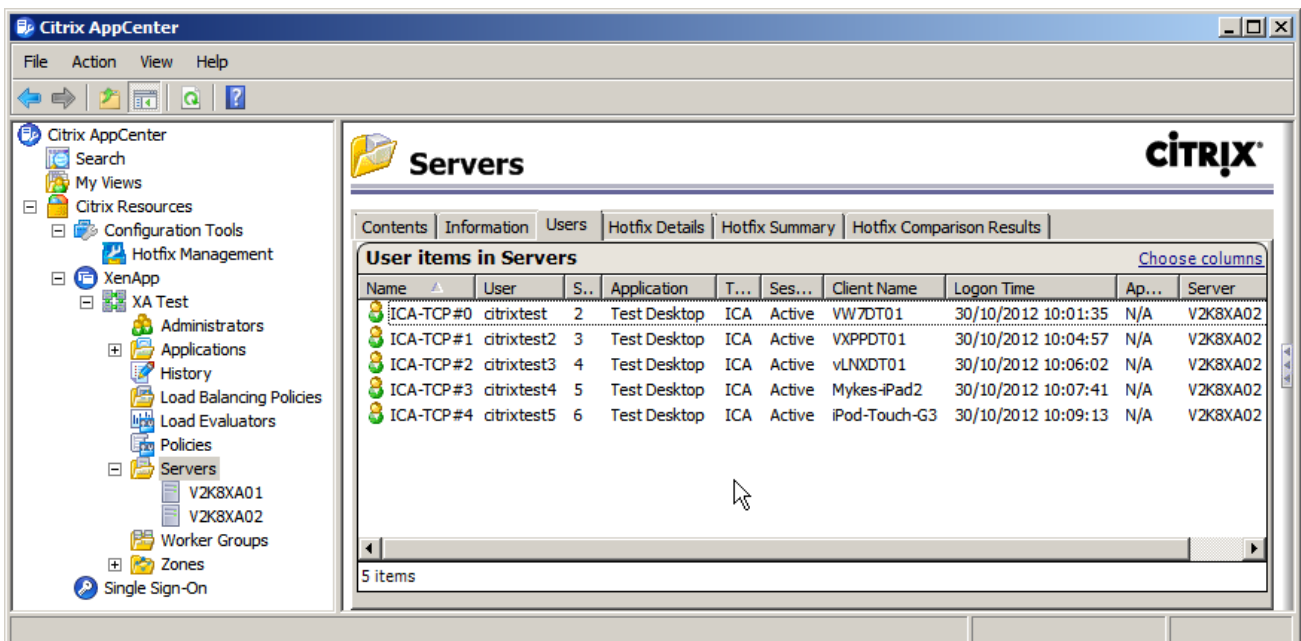 Citrix AppCenter
File Action View Help
Citrix AppCenter
Search
My Views
Citrix Resources
Configuration Tools
Hotfix Management
XenApp
XA Test
Administrators
Applications
History
Load Balancing Policies
Load Evaluators
Policies
Servers
V2K8XA01
V2K8XA02
Worker Groups
Zones
Single Sign-On
Servers
CITRIX
Contents Information Users Hotfix Details Hotfix Summary Hotfix Comparison Results
User items in Servers Choose columns
Name User S... Application T... Ses... Client Name Logon Time Ap... Server
ICA-TCP#0 citrixtest 2 Test Desktop ICA Active VW7DT01 30/10/2012 10:01:35 N/A V2K8XA02
ICA-TCP#1 citrixtest2 3 Test Desktop ICA Active VXPPDT01 30/10/2012 10:04:57 N/A V2K8XA02
ICA-TCP#2 citrixtest3 4 Test Desktop ICA Active vLNXDT01 30/10/2012 10:06:02 N/A V2K8XA02
ICA-TCP#3 citrixtest4 5 Test Desktop ICA Active Mykes-iPad2 30/10/2012 10:07:41 N/A V2K8XA02
ICA-TCP#4 citrixtest5 6 Test Desktop ICA Active iPod-Touch-G3 30/10/2012 10:09:13 N/A V2K8XA02
5 items